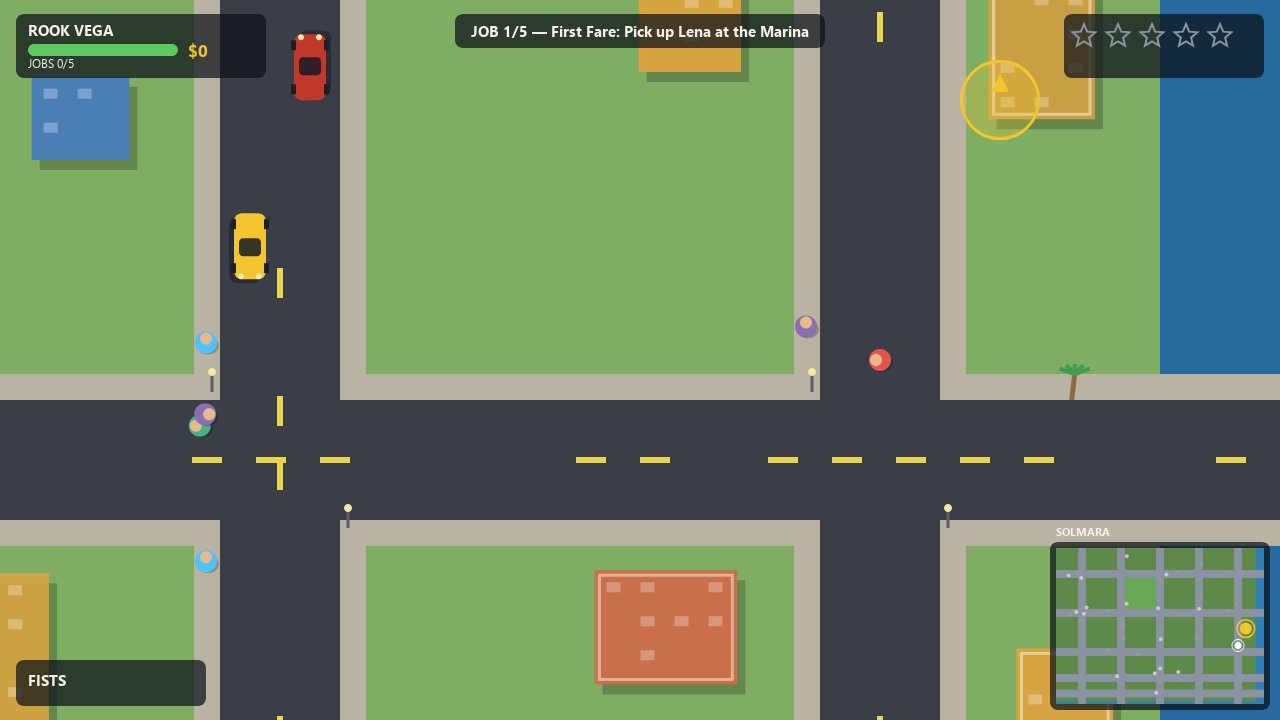 ROOK VEGA
$0
JOBS 0/5
JOB 1/5 — First Fare: Pick up Lena at the Marina
SOLMARA
FISTS